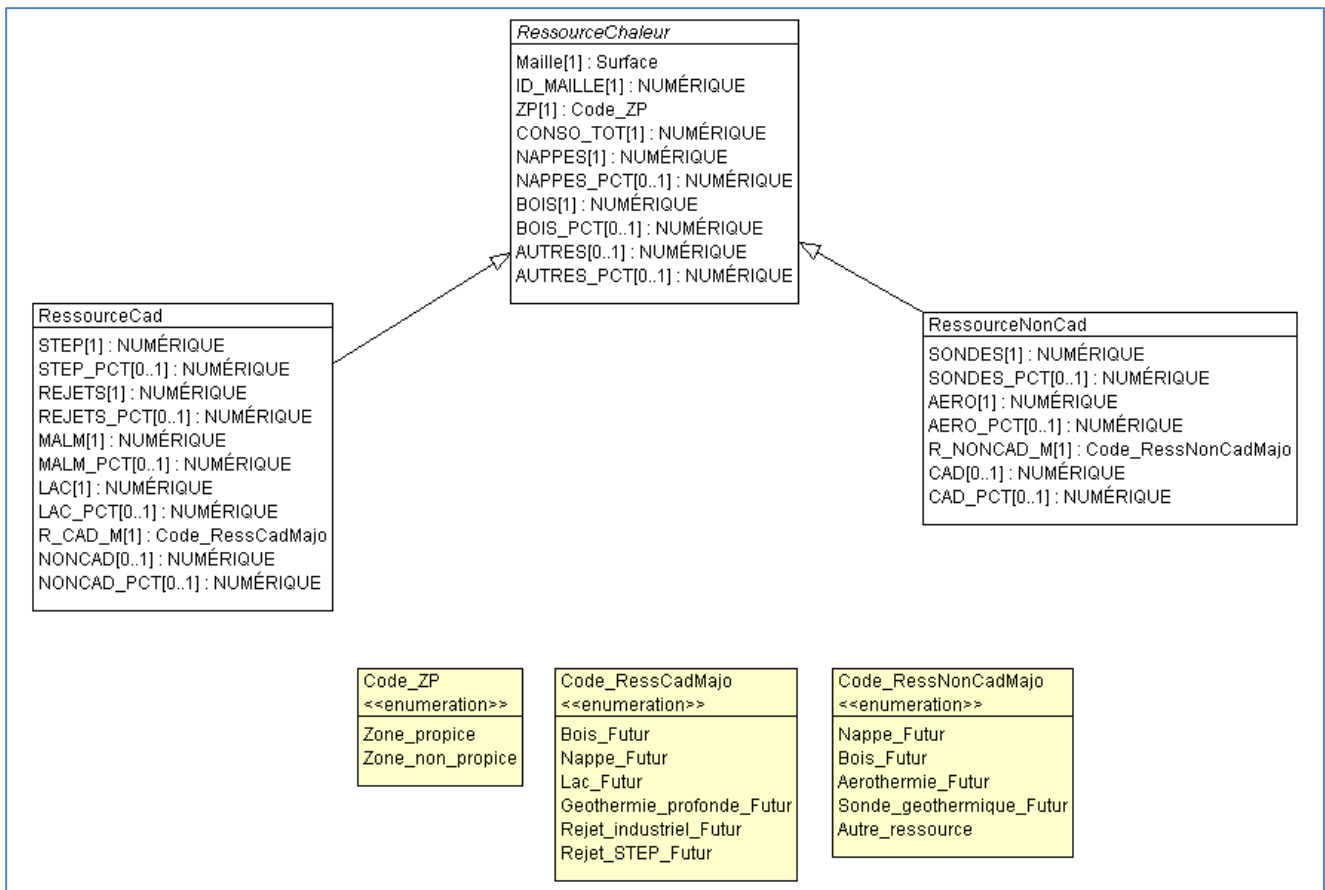 RessourceChaleur
Maille[1] : Surface
ID_MAILLE[1] : NUMÉRIQUE
ZP[1] : Code_ZP
CONSO_TOT[1] : NUMÉRIQUE
NAPPES[1] : NUMÉRIQUE
NAPPES_PCT[0..1] : NUMÉRIQUE
BOIS[1] : NUMÉRIQUE
BOIS_PCT[0..1] : NUMÉRIQUE
AUTRES[0..1] : NUMÉRIQUE
AUTRES_PCT[0..1] : NUMÉRIQUE
RessourceCad
STEP[1] : NUMÉRIQUE
STEP_PCT[0..1] : NUMÉRIQUE
REJETS[1] : NUMÉRIQUE
REJETS_PCT[0..1] : NUMÉRIQUE
MALM[1] : NUMÉRIQUE
MALM_PCT[0..1] : NUMÉRIQUE
LAC[1] : NUMÉRIQUE
LAC_PCT[0..1] : NUMÉRIQUE
R_CAD_M[1] : Code_RessCadMajo
NONCAD[0..1] : NUMÉRIQUE
NONCAD_PCT[0..1] : NUMÉRIQUE
RessourceNonCad
SONDES[1] : NUMÉRIQUE
SONDES_PCT[0..1] : NUMÉRIQUE
AERO[1] : NUMÉRIQUE
AERO_PCT[0..1] : NUMÉRIQUE
R_NONCAD_M[1] : Code_RessNonCadMajo
CAD[0..1] : NUMÉRIQUE
CAD_PCT[0..1] : NUMÉRIQUE
Code_ZP
<<enumeration>>
Zone_propice
Zone_non_propice
Code_RessCadMajo
<<enumeration>>
Bois_Futur
Nappe_Futur
Lac_Futur
Geothermie_profonde_Futur
Rejet_industriel_Futur
Rejet_STEP_Futur
Code_RessNonCadMajo
<<enumeration>>
Nappe_Futur
Bois_Futur
Aerothermie_Futur
Sonde_geothermique_Futur
Autre_ressource